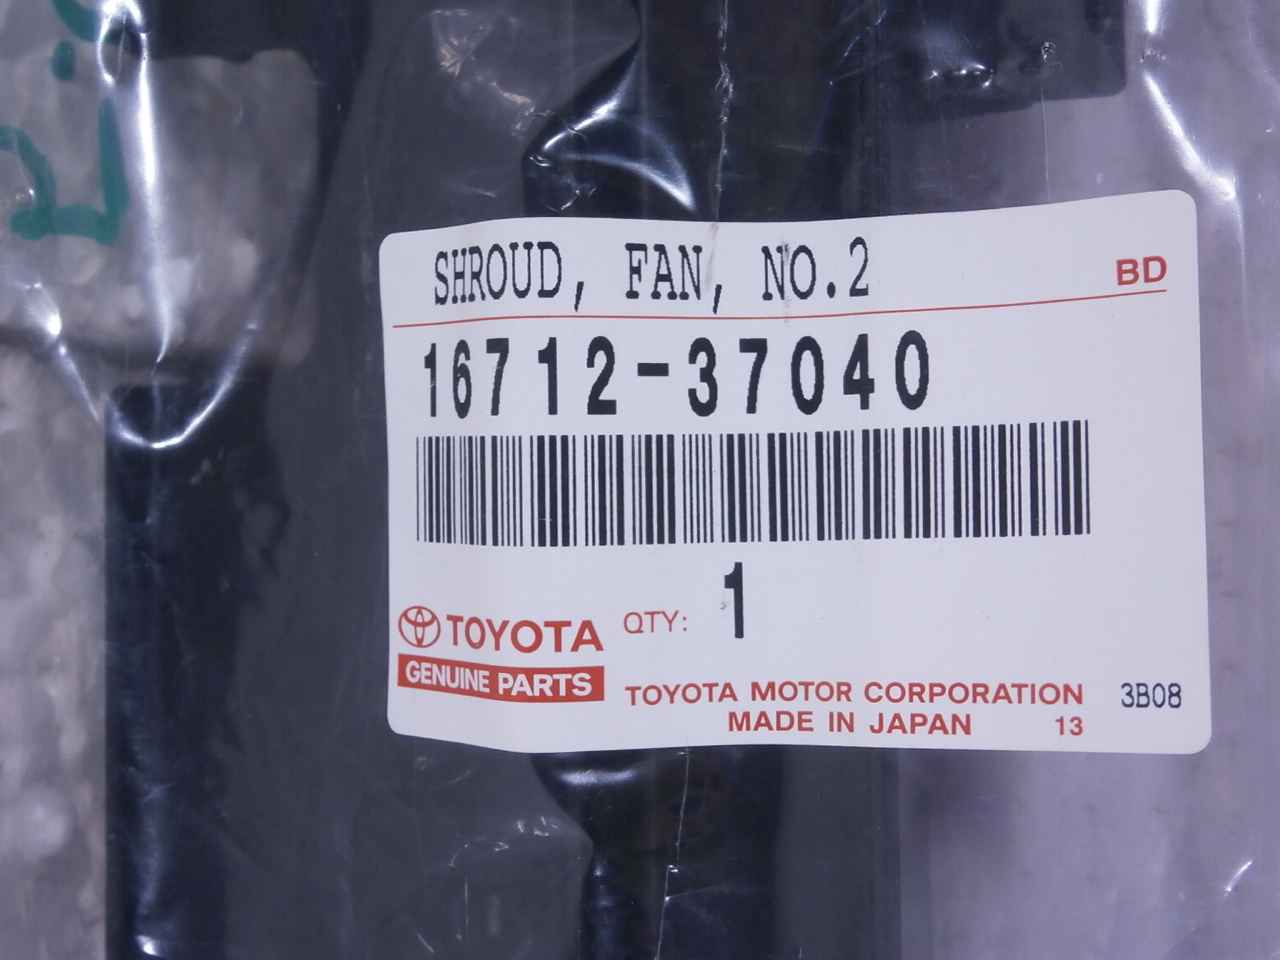 SHROUD, FAN, NO.2
BD
16712-37040
TOYOTA
GENUINE PARTS
QTY: 1
TOYOTA MOTOR CORPORATION
MADE IN JAPAN 13
3B08